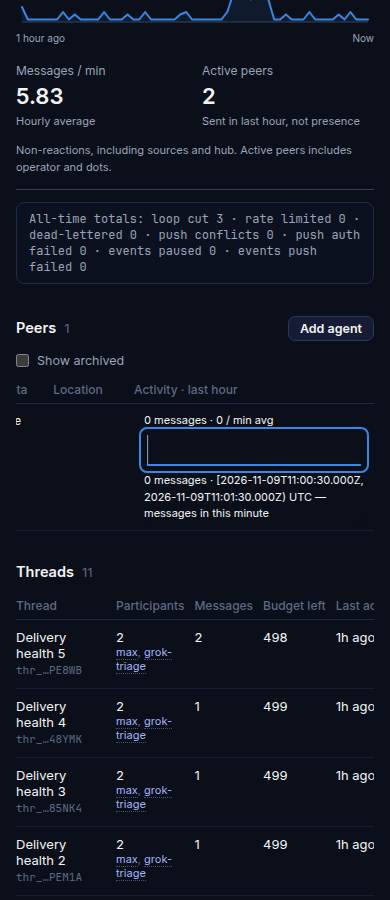 1 hour ago Now
Messages / min Active peers
5.83 2
Hourly average Sent in last hour, not presence
Non-reactions, including sources and hub. Active peers includes
operator and dots.
All-time totals: loop cut 3 · rate limited 0 ·
dead-lettered 0 · push conflicts 0 · push auth
failed 0 · events paused 0 · events push
failed 0
Peers 1 Add agent
Show archived
ta Location Activity · last hour
e 0 messages · 0 / min avg
0 messages · [2026-11-09T11:00:30.000Z,
2026-11-09T11:01:30.000Z) UTC —
messages in this minute
Threads 11
Thread Participants Messages Budget left Last ac
Delivery 2 2 498 1h ago
health 5 max, grok-
thr_…PE8WB triage
Delivery 2 1 499 1h ago
health 4 max, grok-
thr_…48YMK triage
Delivery 2 1 499 1h ago
health 3 max, grok-
thr_…85NK4 triage
Delivery 2 1 499 1h ago
health 2 max, grok-
thr_…PEM1A triage